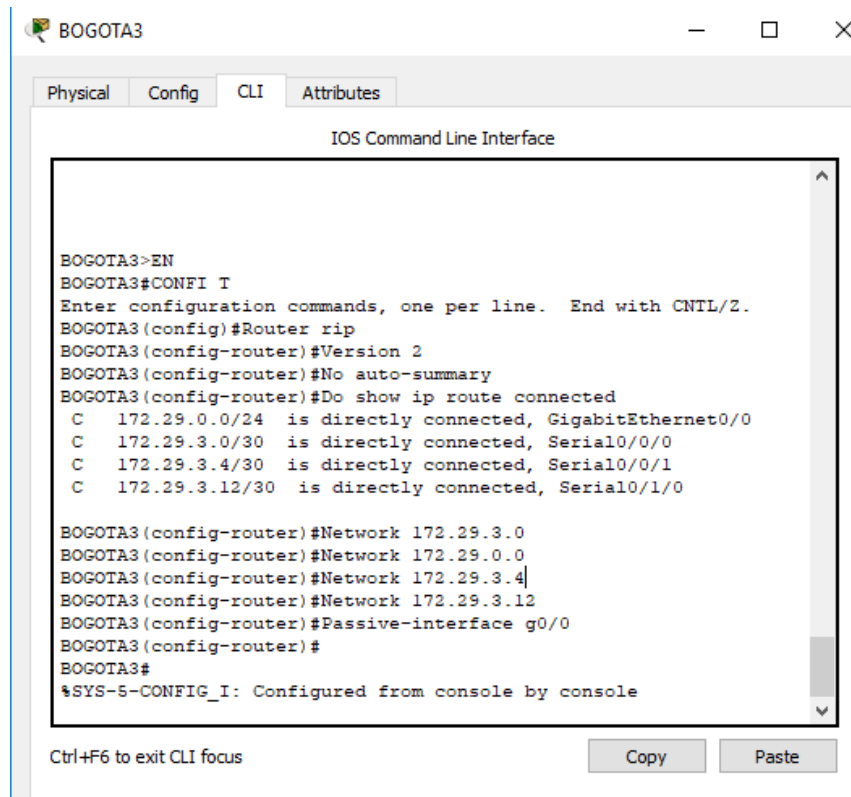 BOGOTA3
Physical Config CLI Attributes
IOS Command Line Interface
BOGOTA3>EN
BOGOTA3#CONFI T
Enter configuration commands, one per line.  End with CNTL/Z.
BOGOTA3(config)#Router rip
BOGOTA3(config-router)#Version 2
BOGOTA3(config-router)#No auto-summary
BOGOTA3(config-router)#Do show ip route connected
 C   172.29.0.0/24  is directly connected, GigabitEthernet0/0
 C   172.29.3.0/30  is directly connected, Serial0/0/0
 C   172.29.3.4/30  is directly connected, Serial0/0/1
 C   172.29.3.12/30  is directly connected, Serial0/1/0
BOGOTA3(config-router)#Network 172.29.3.0
BOGOTA3(config-router)#Network 172.29.0.0
BOGOTA3(config-router)#Network 172.29.3.4
BOGOTA3(config-router)#Network 172.29.3.12
BOGOTA3(config-router)#Passive-interface g0/0
BOGOTA3(config-router)#
BOGOTA3#
%SYS-5-CONFIG_I: Configured from console by console
Ctrl+F6 to exit CLI focus Copy Paste